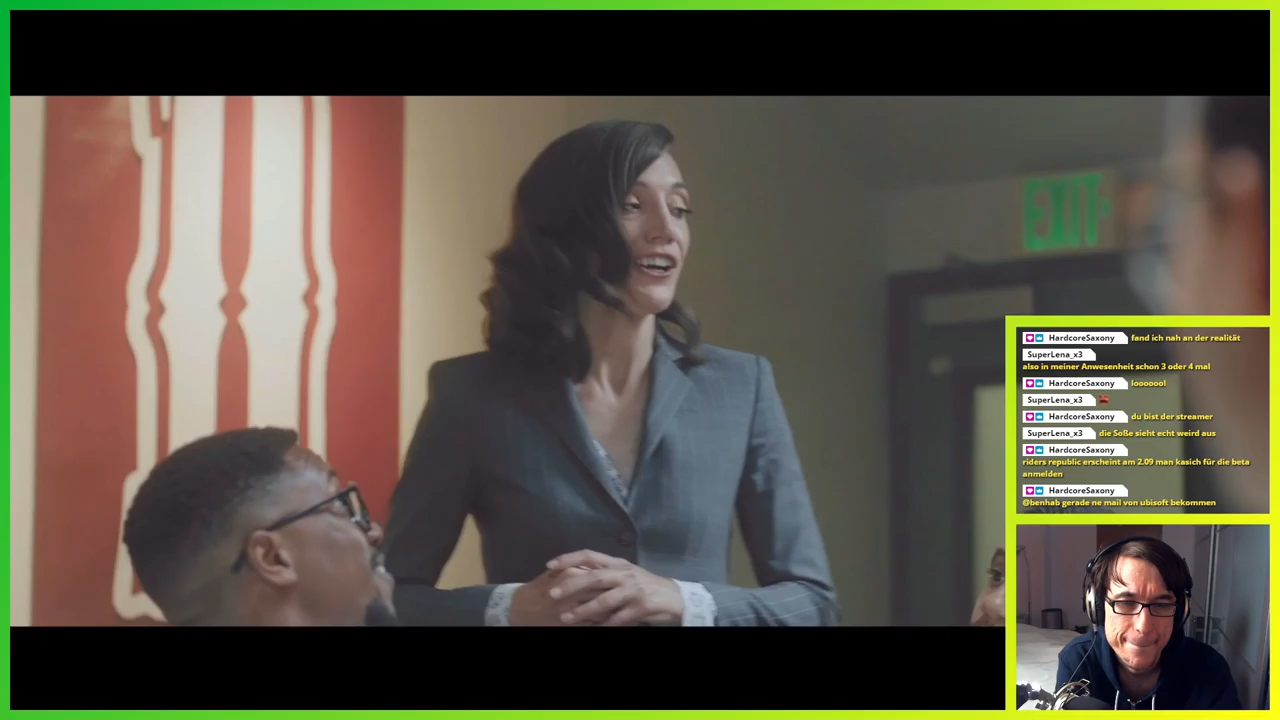 EXIT
HardcoreSaxony fand ich nah an der realität
SuperLena_x3
also in meiner Anwesenheit schon 3 oder 4 mal
HardcoreSaxony looooool
SuperLena_x3
HardcoreSaxony du bist der streamer
SuperLena_x3 die Soße sieht echt weird aus
HardcoreSaxony
riders republic erscheint am 2.09 man kasich für die beta
anmelden
HardcoreSaxony
@benhab gerade ne mail von ubisoft bekommen